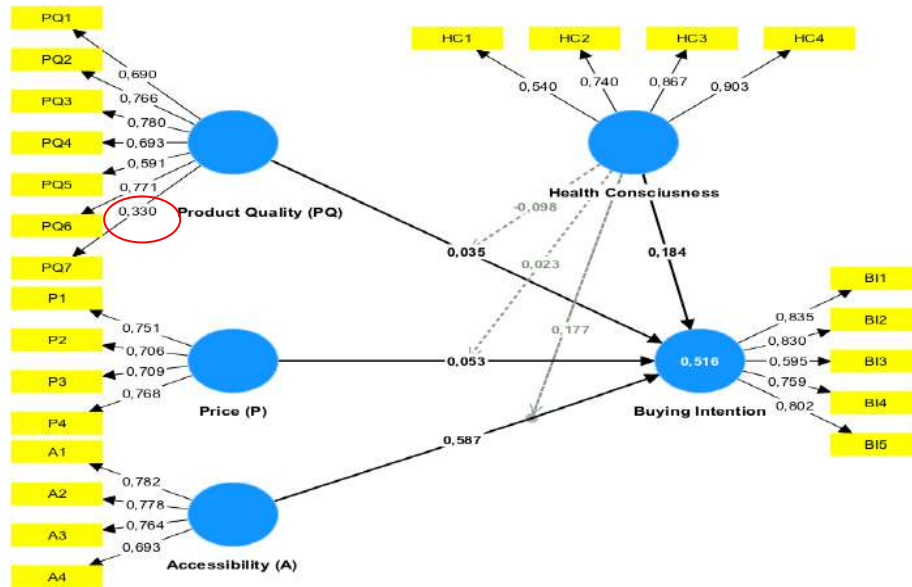 PQ1
PQ2
PQ3
PQ4
PQ5
PQ6
PQ7
0,690
0,766
0,780
0,693
0,591
0,771
0,330
Product Quality (PQ)
HC1
HC2
HC3
HC4
0,540
0,740
0,867
0,903
Health Consciusness
-0,098
0,023
0,177
0,035
0,184
P1
P2
P3
P4
0,751
0,706
0,709
0,768
Price (P)
0,053
A1
A2
A3
A4
0,782
0,778
0,764
0,693
Accessibility (A)
0,587
0,516
Buying Intention
0,835
0,830
0,595
0,759
0,802
BI1
BI2
BI3
BI4
BI5